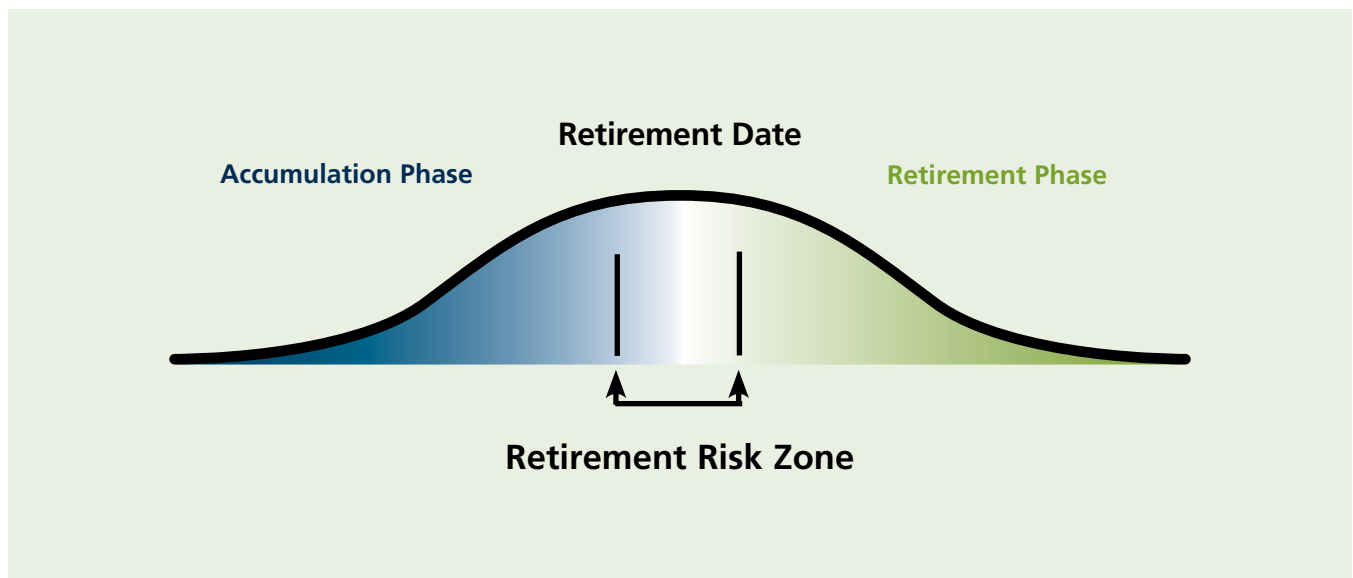 Retirement Date
Accumulation Phase
Retirement Phase
Retirement Risk Zone